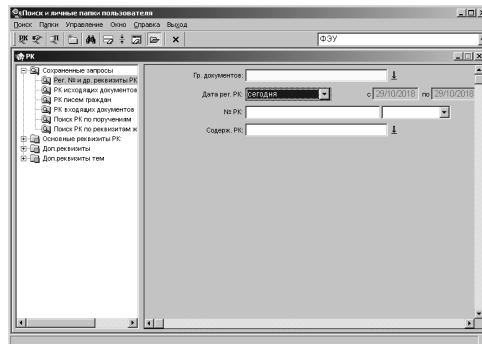 Поиск и личные папки пользователя
Поиск Папки Управление Окно Справка Выход
ФЭУ
РК
Сохраненные запросы
Рег. № и др. реквизиты РК
РК исходящих документов
РК писем граждан
РК входящих документов
Поиск РК по поручениям
Поиск РК по реквизитам ж
Основные реквизиты РК:
Доп.реквизиты
Доп.реквизиты тем
Гр. документов:
Дата рег. РК: сегодня с 29/10/2018 по 29/10/2018
№ РК:
Содерж. РК: